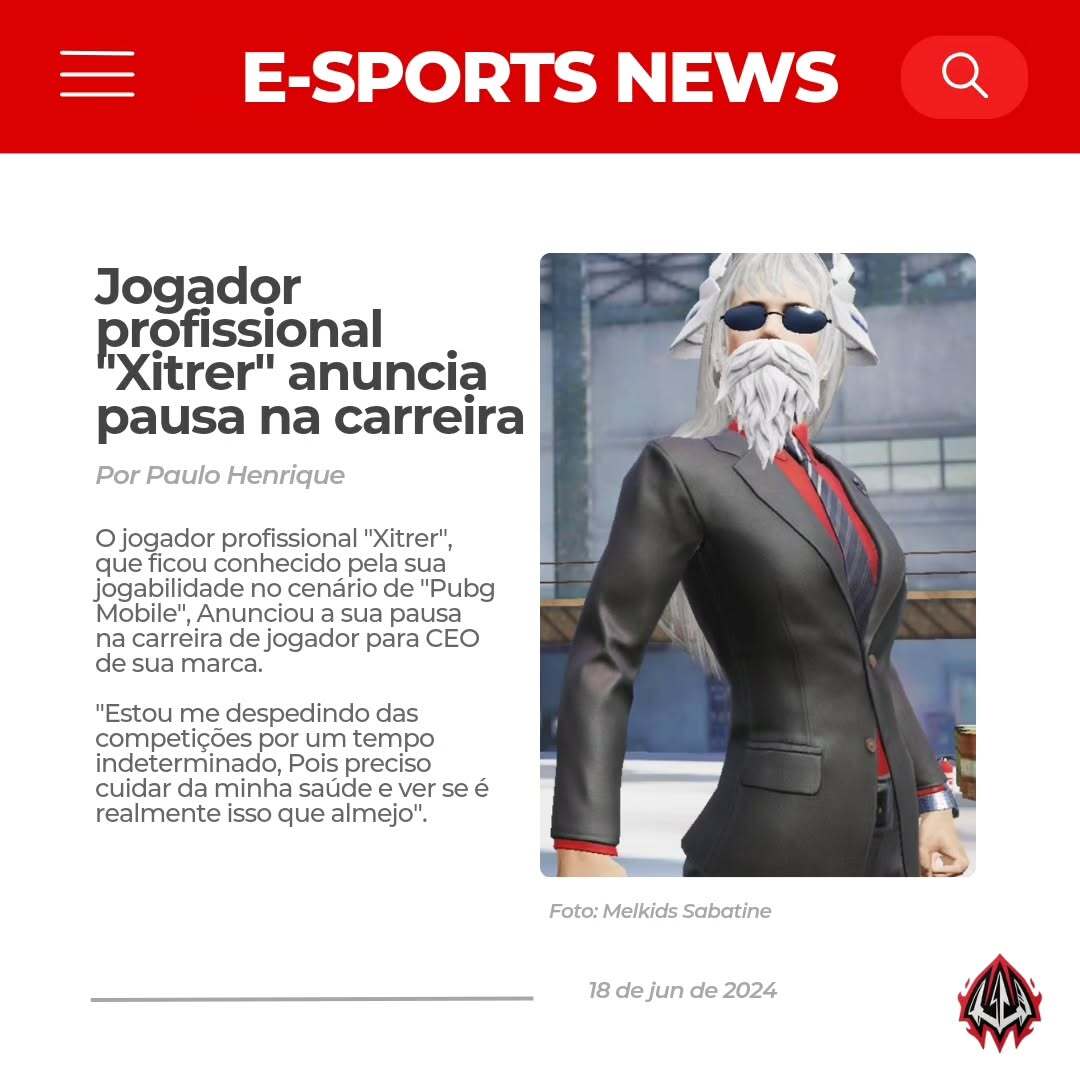 E-SPORTS NEWS
Jogador
profissional
"Xitrer" anuncia
pausa na carreira
Por Paulo Henrique
O jogador profissional "Xitrer",
que ficou conhecido pela sua
jogabilidade no cenário de "Pubg
Mobile", Anunciou a sua pausa
na carreira de jogador para CEO
de sua marca.
"Estou me despedindo das
competições por um tempo
indeterminado, Pois preciso
cuidar da minha saúde e ver se é
realmente isso que almejo".
Foto: Melkids Sabatine
18 de jun de 2024